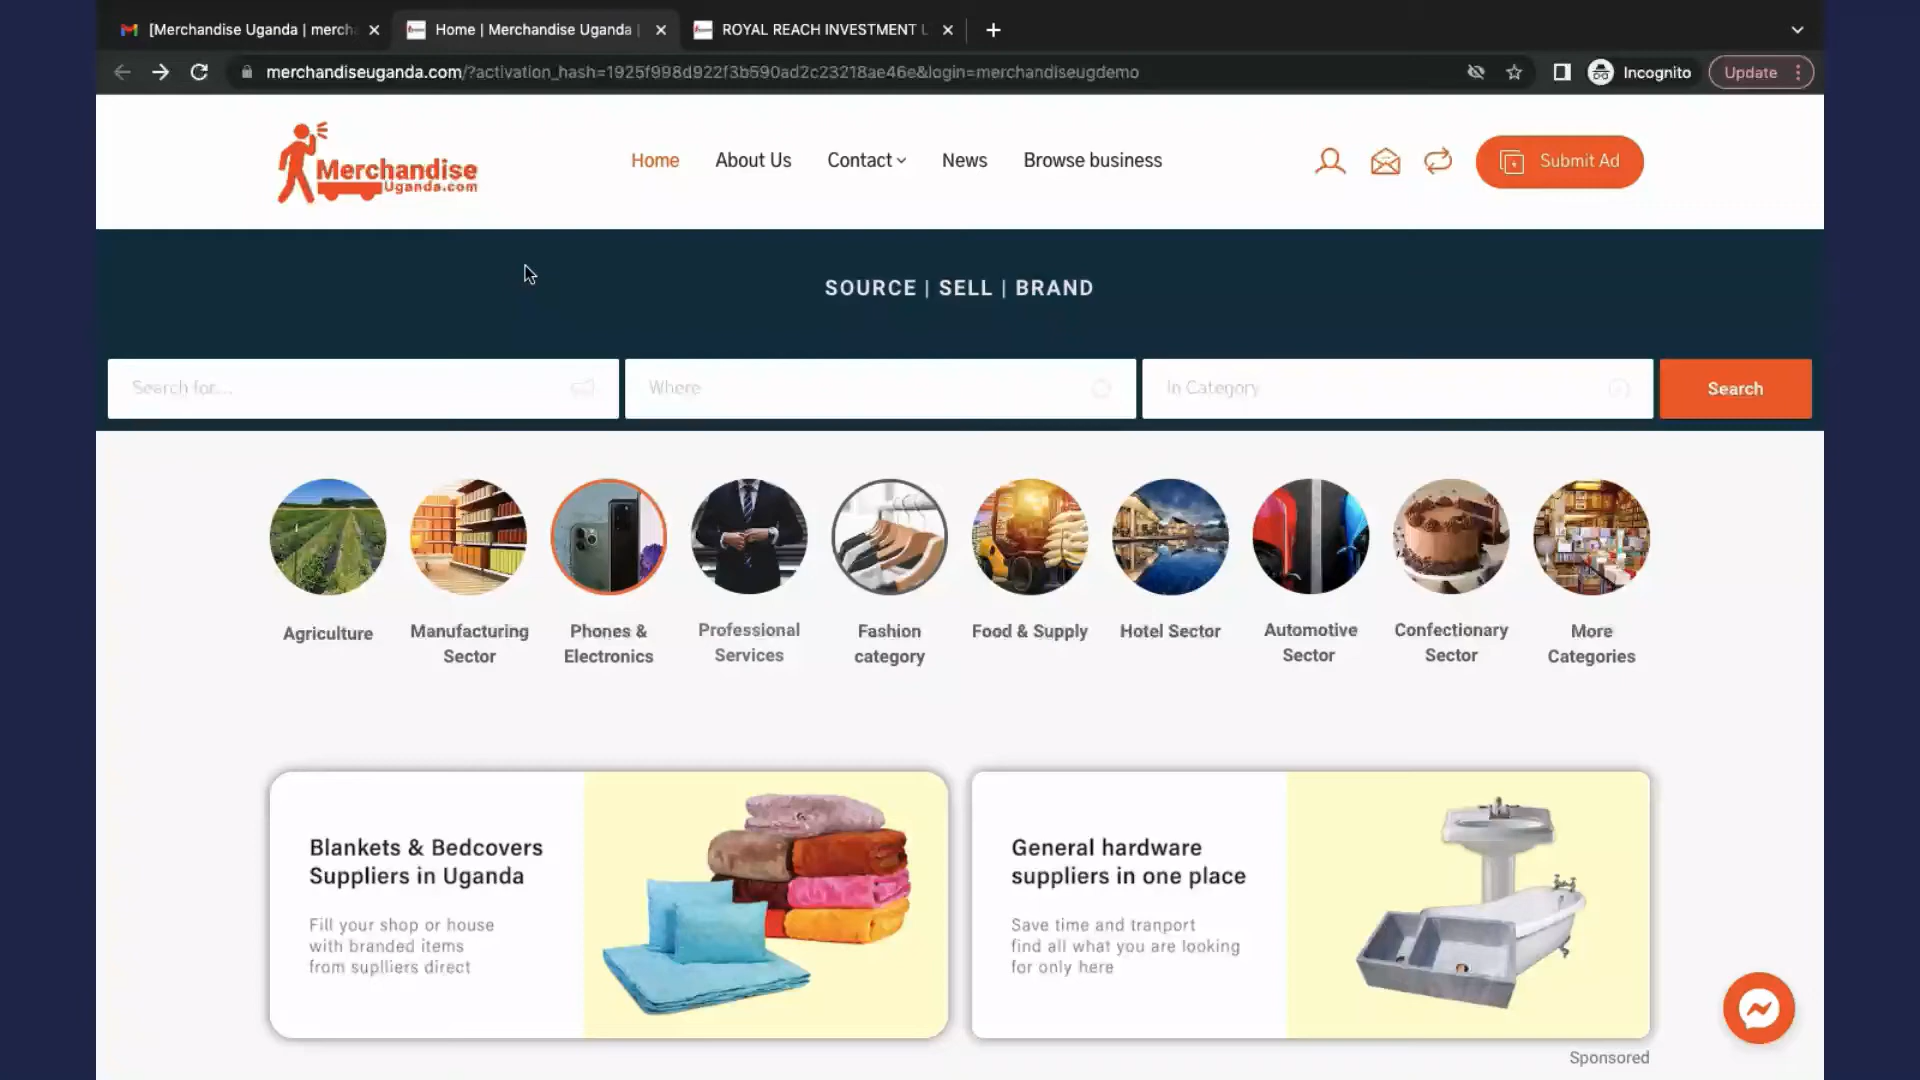 [Merchandise Uganda | merch
Home | Merchandise Uganda |
ROYAL REACH INVESTMENT L
merchandiseuganda.com/?activation_hash=1925f998d922f3b590ad2c23218ae46e&login=merchandiseugdemo
Incognito
Update
Merchandise
Uganda.com
Home
About Us
Contact
News
Browse business
Submit Ad
SOURCE | SELL | BRAND
Search for...
Where
In Category
Search
Agriculture
Manufacturing
Sector
Phones &
Electronics
Professional
Services
Fashion
category
Food & Supply
Hotel Sector
Automotive
Sector
Confectionary
Sector
More
Categories
Blankets & Bedcovers
Suppliers in Uganda
Fill your shop or house
with branded items
from suplliers direct
General hardware
suppliers in one place
Save time and tranport
find all what you are looking
for only here
Sponsored